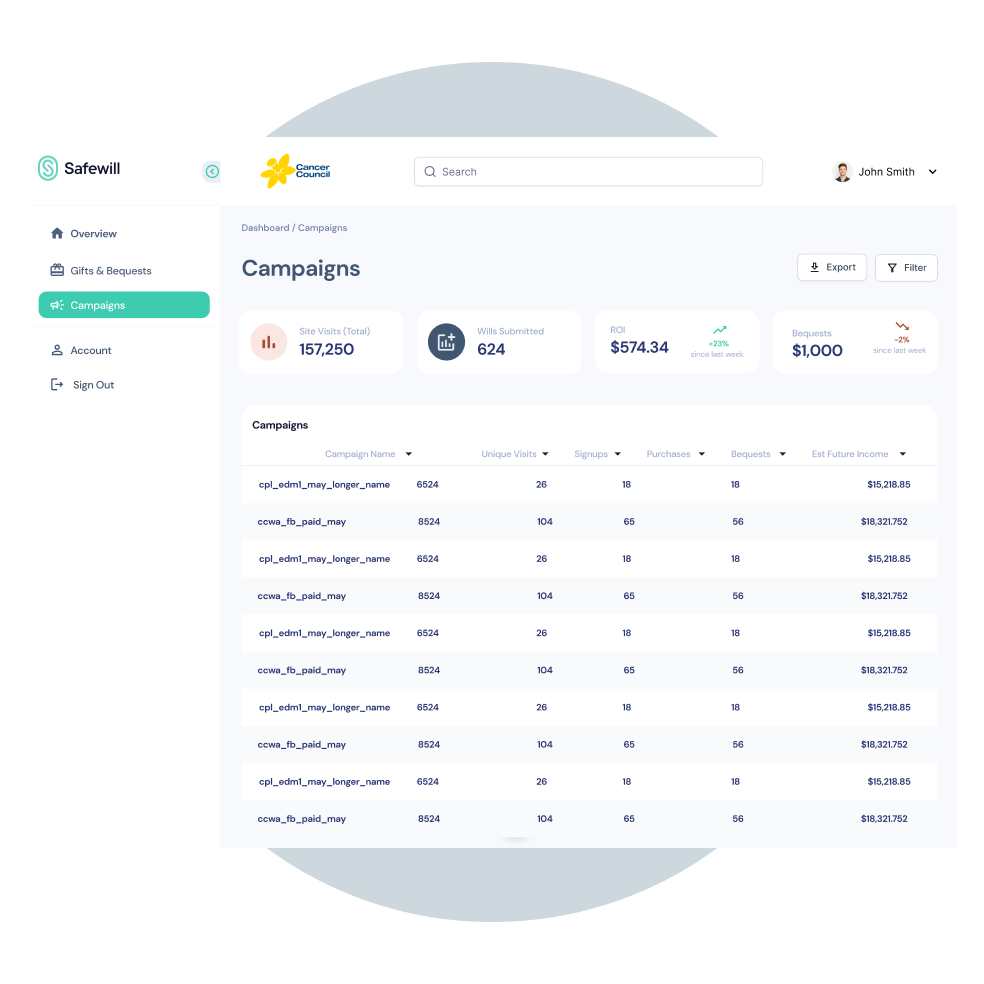 Safewill
Cancer
Council
Search
John Smith
Overview
Gifts & Bequests
Campaigns
Account
Sign Out
Dashboard / Campaigns
Campaigns
Export
Filter
Site Visits (Total)
157,250
Wills Submitted
624
ROI
$574.34
+23%
since last week
Bequests
$1,000
-2%
since last week
Campaigns
Campaign Name Unique Visits Signups Purchases Bequests Est Future Income
cpl_edm1_may_longer_name 6524 26 18 18 $15,218.85
ccwa_fb_paid_may 8524 104 65 56 $18,321.752
cpl_edm1_may_longer_name 6524 26 18 18 $15,218.85
ccwa_fb_paid_may 8524 104 65 56 $18,321.752
cpl_edm1_may_longer_name 6524 26 18 18 $15,218.85
ccwa_fb_paid_may 8524 104 65 56 $18,321.752
cpl_edm1_may_longer_name 6524 26 18 18 $15,218.85
ccwa_fb_paid_may 8524 104 65 56 $18,321.752
cpl_edm1_may_longer_name 6524 26 18 18 $15,218.85
ccwa_fb_paid_may 8524 104 65 56 $18,321.752